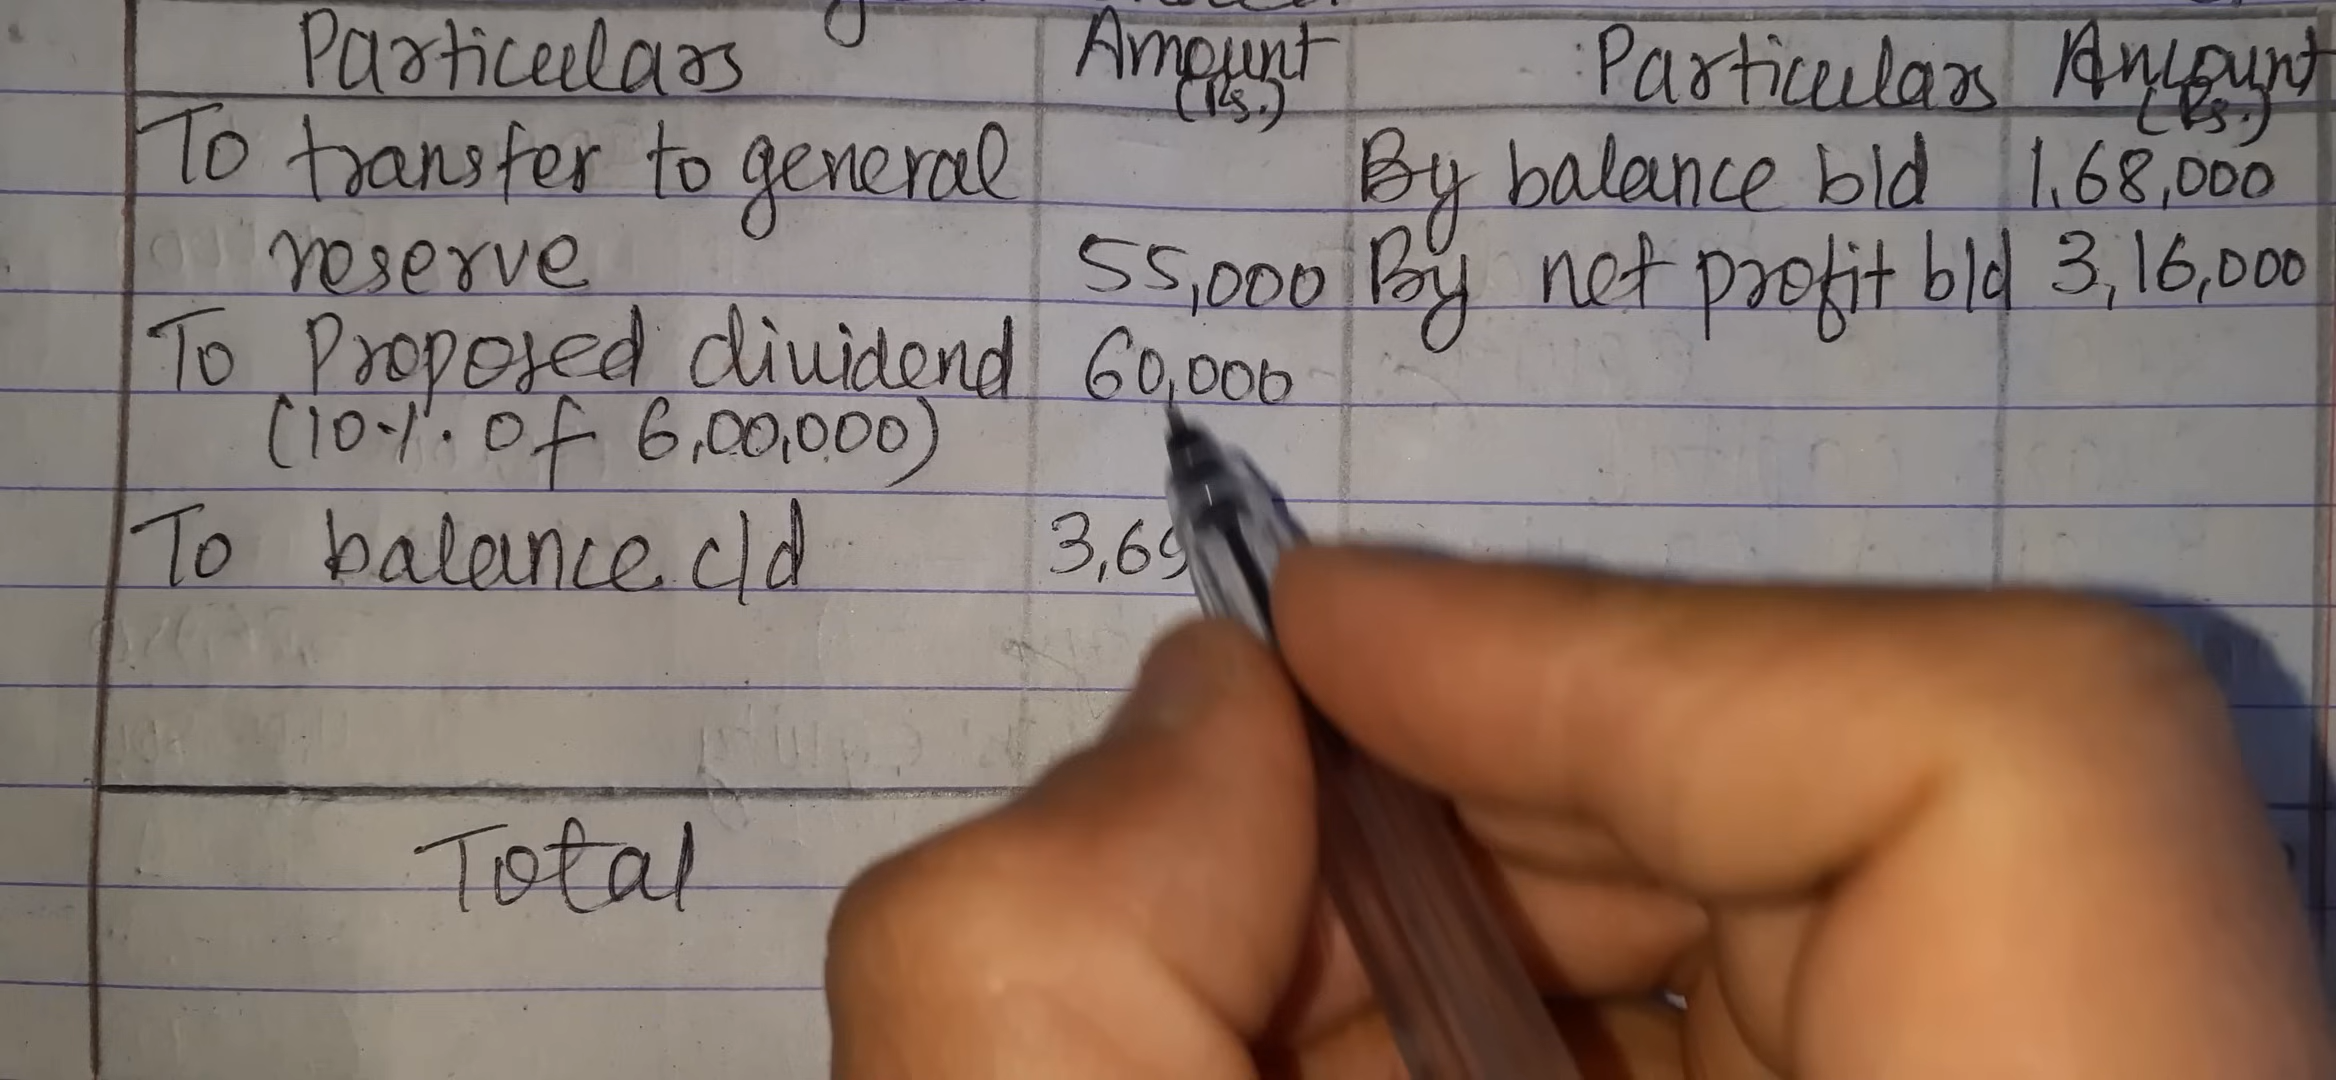 Particulars Amount (Rs.) Particulars Amount (Rs.)
To transfer to general By balance b/d 1,68,000
reserve 55,000 By net profit b/d 3,16,000
To Proposed dividend 60,000
(10% of 6,00,000)
To balance c/d 3,69
Total